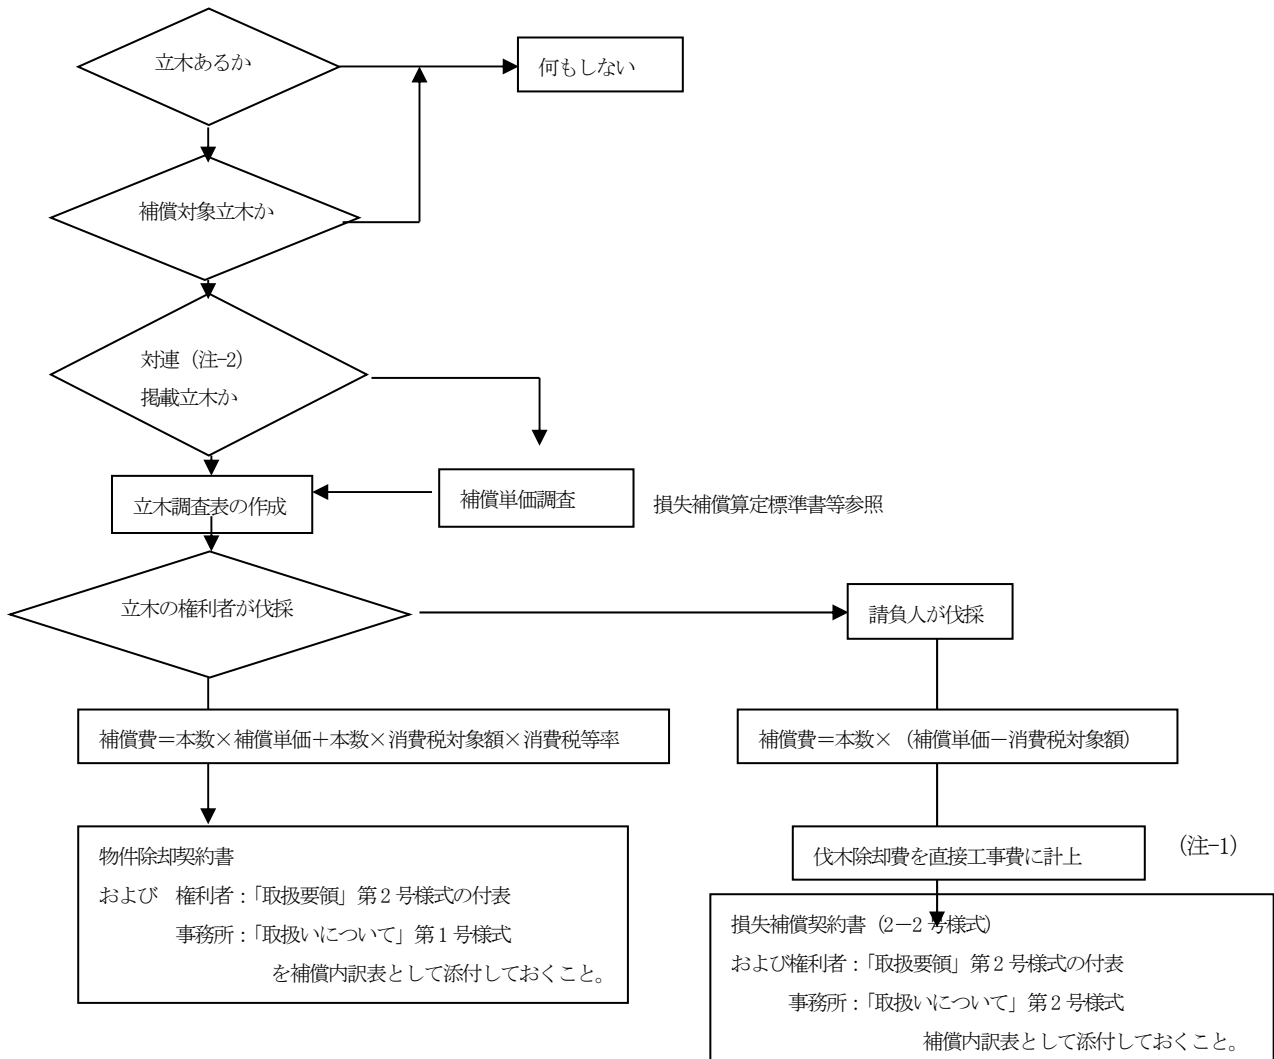 立木あるか
何もしない
補償対象立木か
対連（注-2）
掲載立木か
立木調査表の作成
補償単価調査
損失補償算定標準書等参照
立木の権利者が伐採
請負人が伐採
補償費＝本数×補償単価＋本数×消費税対象額×消費税等率
補償費＝本数×（補償単価－消費税対象額）
物件除却契約書
および　権利者：「取扱要領」第２号様式の付表
事務所：「取扱いについて」第１号様式
を補償内訳表として添付しておくこと。
伐木除却費を直接工事費に計上
（注-1）
損失補償契約書（2－2 号様式）
および権利者：「取扱要領」第２号様式の付表
事務所：「取扱いについて」第２号様式
補償内訳表として添付しておくこと。